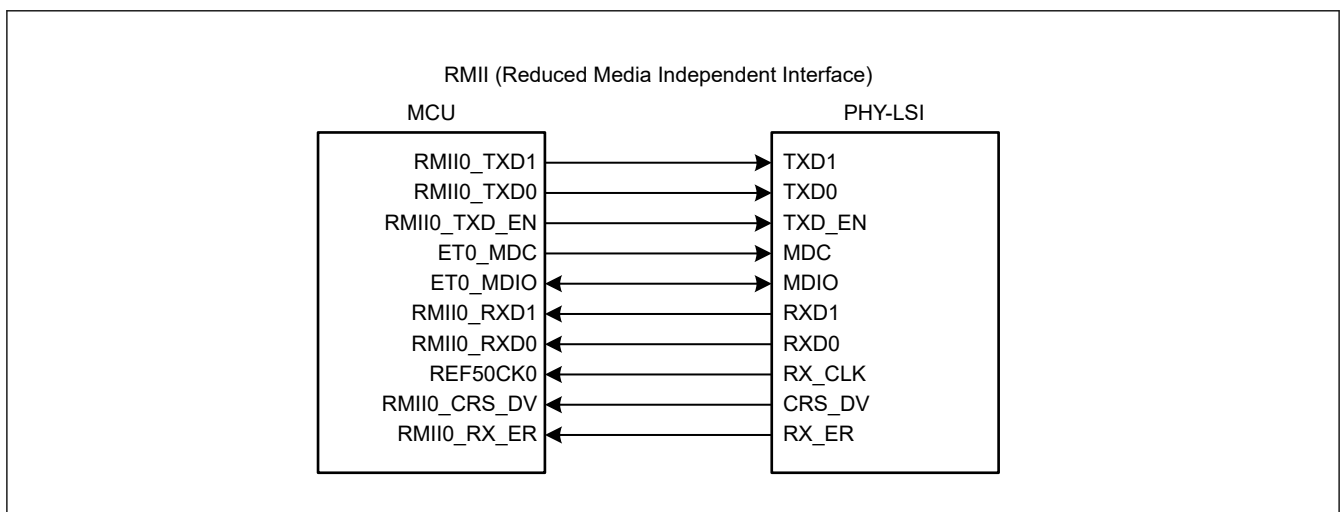 RMII (Reduced Media Independent Interface)
MCU PHY-LSI
RMII0_TXD1 TXD1
RMII0_TXD0 TXD0
RMII0_TXD_EN TXD_EN
ET0_MDC MDC
ET0_MDIO MDIO
RMII0_RXD1 RXD1
RMII0_RXD0 RXD0
REF50CK0 RX_CLK
RMII0_CRS_DV CRS_DV
RMII0_RX_ER RX_ER